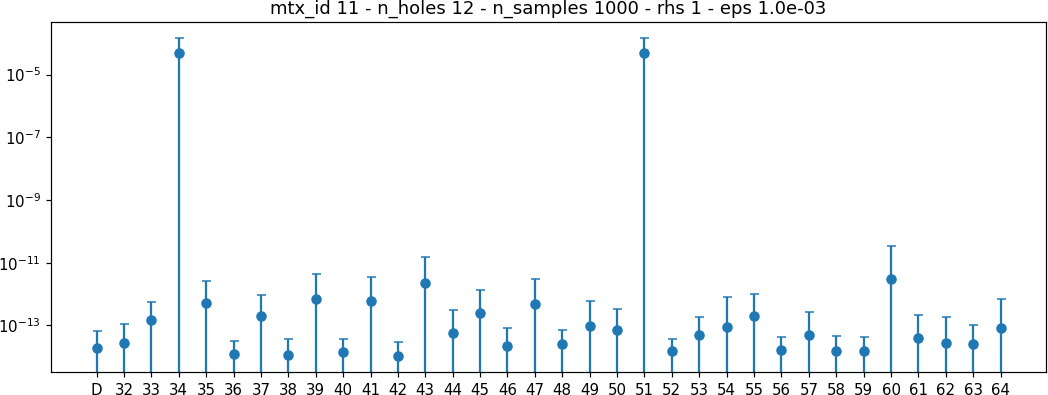 mtx_id 11 - n_holes 12 - n_samples 1000 - rhs 1 - eps 1.0e-03
10⁻⁵
10⁻⁷
10⁻⁹
10⁻¹¹
10⁻¹³
D 32 33 34 35 36 37 38 39 40 41 42 43 44 45 46 47 48 49 50 51 52 53 54 55 56 57 58 59 60 61 62 63 64